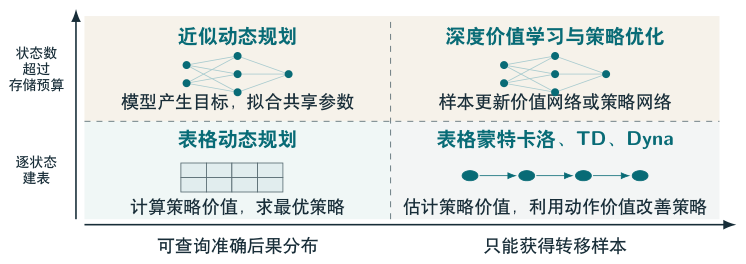 状态数
超过
存储预算
近似动态规划
模型产生目标，拟合共享参数
深度价值学习与策略优化
样本更新价值网络或策略网络
逐状态
建表
表格动态规划
计算策略价值，求最优策略
表格蒙特卡洛、TD、Dyna
估计策略价值，利用动作价值改善策略
可查询准确后果分布
只能获得转移样本